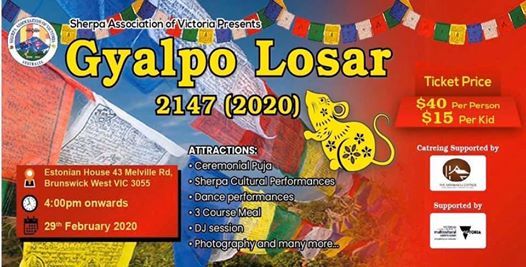 Sherpa Association of Victoria Presents
Gyalpo Losar
2147 (2020)
Ticket Price
$40 Per Person
$15 Per Kid
ATTRACTIONS:
• Ceremonial Puja
• Sherpa Cultural Performances
• Dance performances
• 3 Course Meal
• DJ session
• Photography and many more...
Estonian House 43 Melville Rd,
Brunswick West VIC 3055
4:00pm onwards
29th February 2020
Catering Supported by
Supported by
VICTORIA